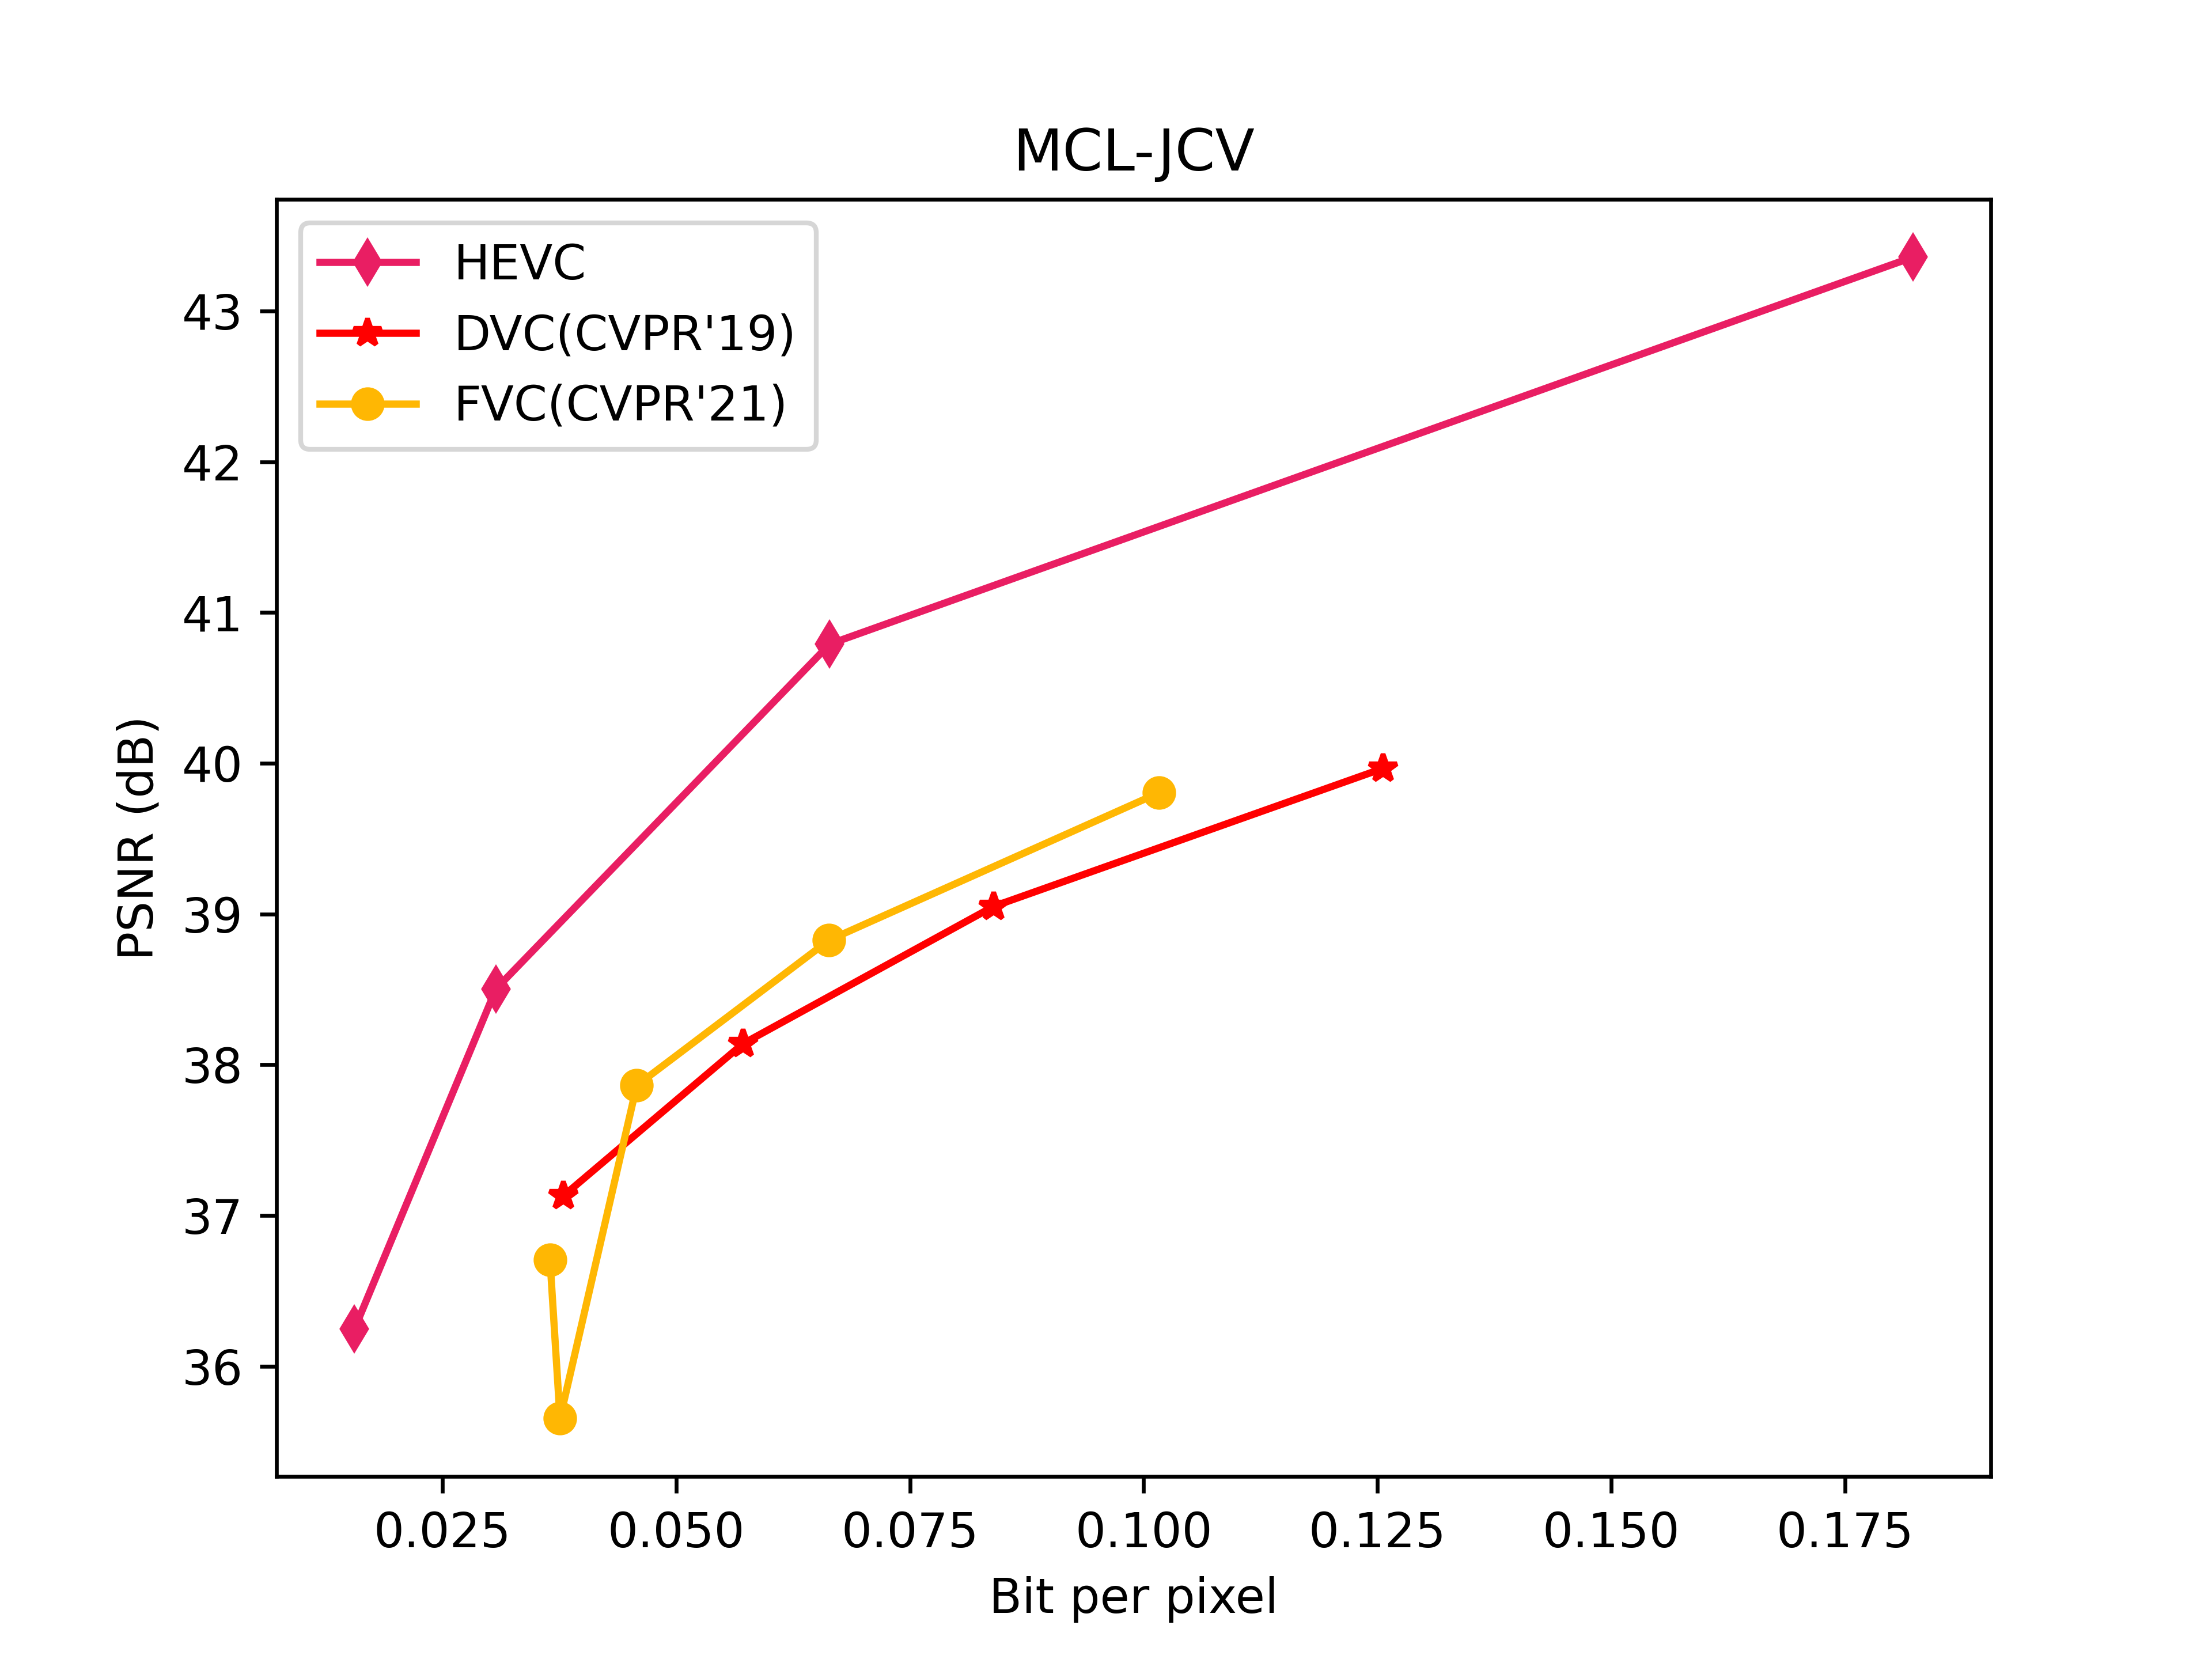 MCL-JCV
HEVC
DVC(CVPR'19)
FVC(CVPR'21)
43
42
41
40
39
38
37
36
PSNR (dB)
0.025 0.050 0.075 0.100 0.125 0.150 0.175
Bit per pixel